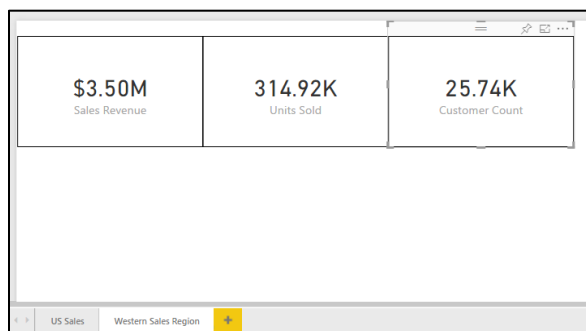 $3.50M
Sales Revenue
314.92K
Units Sold
25.74K
Customer Count
US Sales
Western Sales Region
+